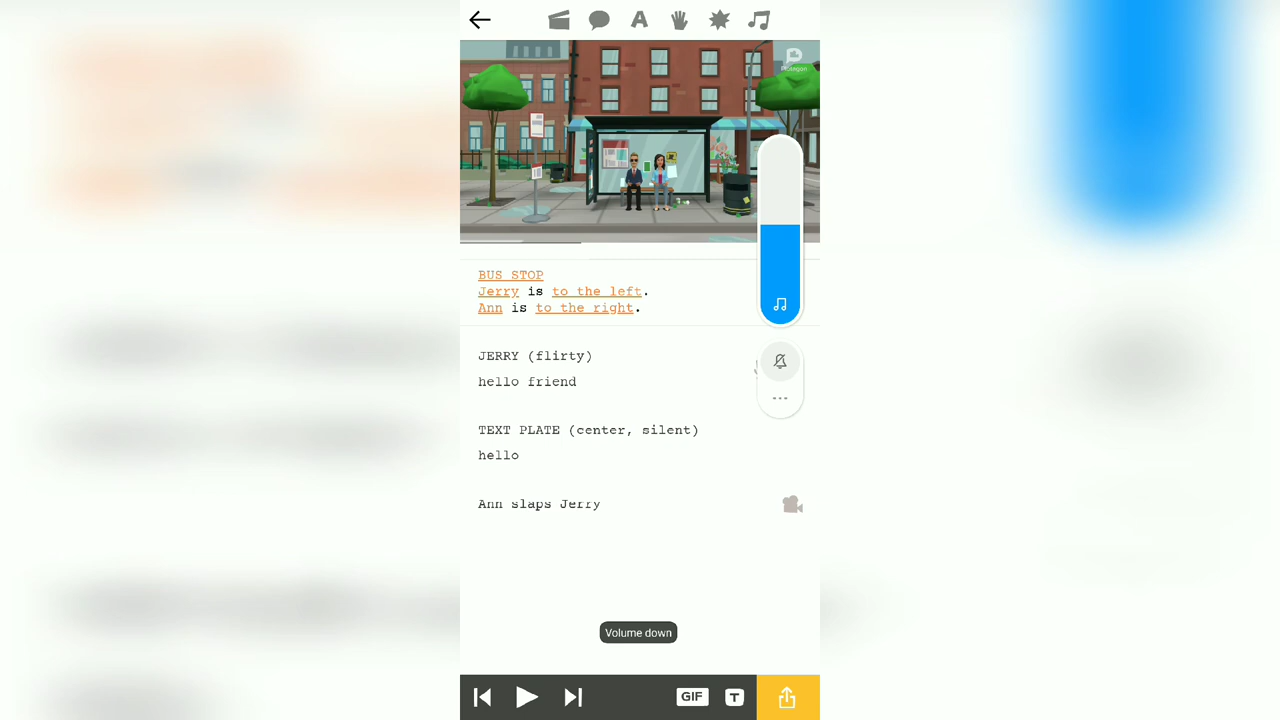 A
Plotagon
BUS STOP
Jerry is to the left.
Ann is to the right.
JERRY (flirty)
hello friend
TEXT PLATE (center, silent)
hello
Ann slaps Jerry
Volume down
GIF
T